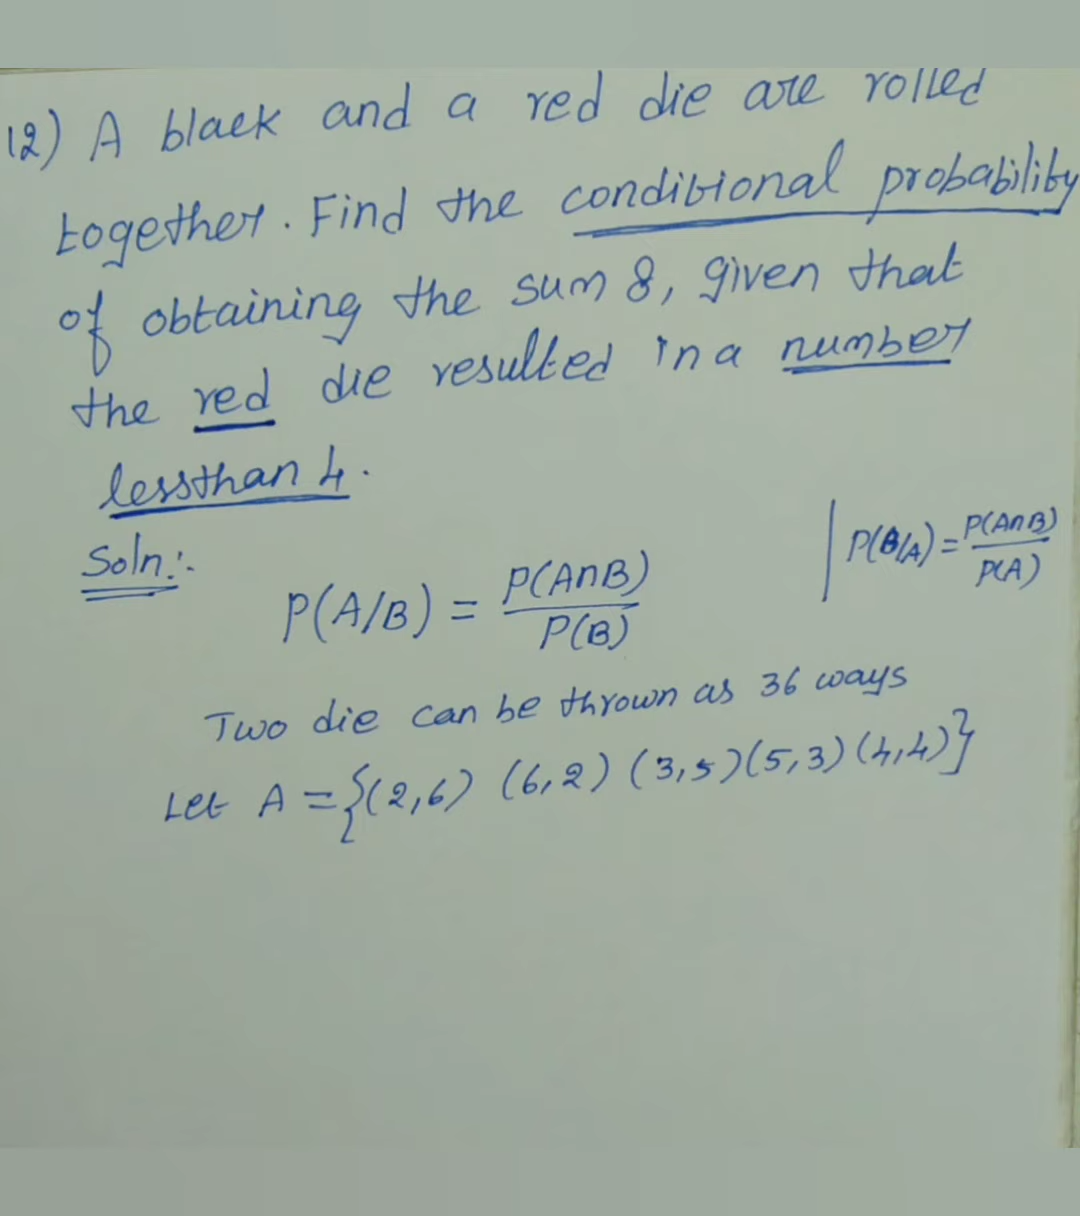 12) A black and a red die are rolled
together. Find the conditional probability
of obtaining the sum 8, given that
the red die resulted in a number
lessthan 4.
Soln:-
P(A/B) = P(A∩B) / P(B)
P(B/A) = P(A∩B) / P(A)
Two die can be thrown as 36 ways
Let A = {(2,6) (6,2) (3,5) (5,3) (4,4)}